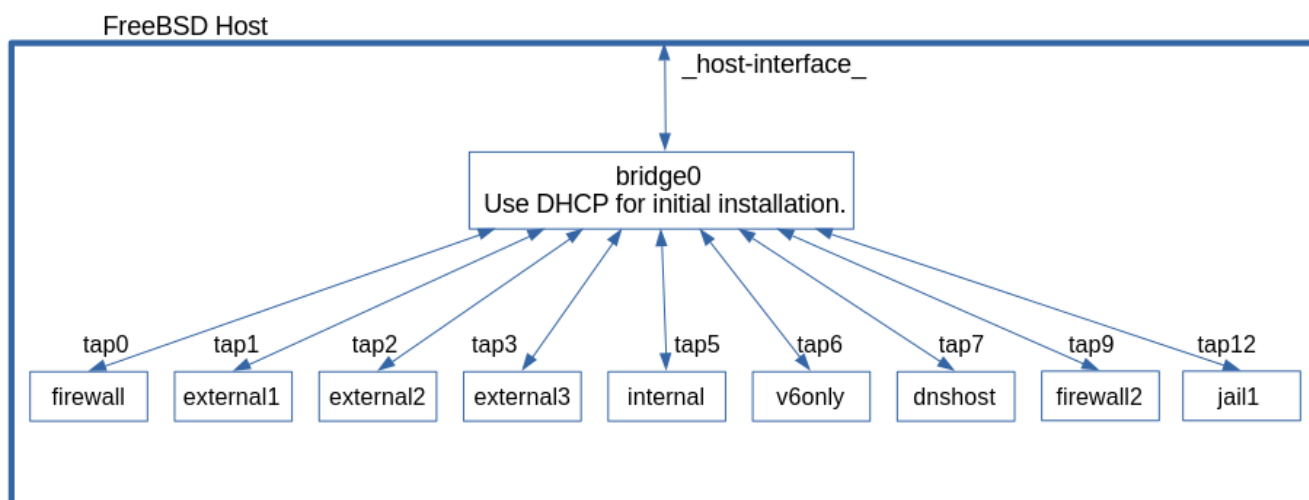 FreeBSD Host
_host-interface_
bridge0
Use DHCP for initial installation.
tap0 tap1 tap2 tap3 tap5 tap6 tap7 tap9 tap12
firewall external1 external2 external3 internal v6only dnshost firewall2 jail1